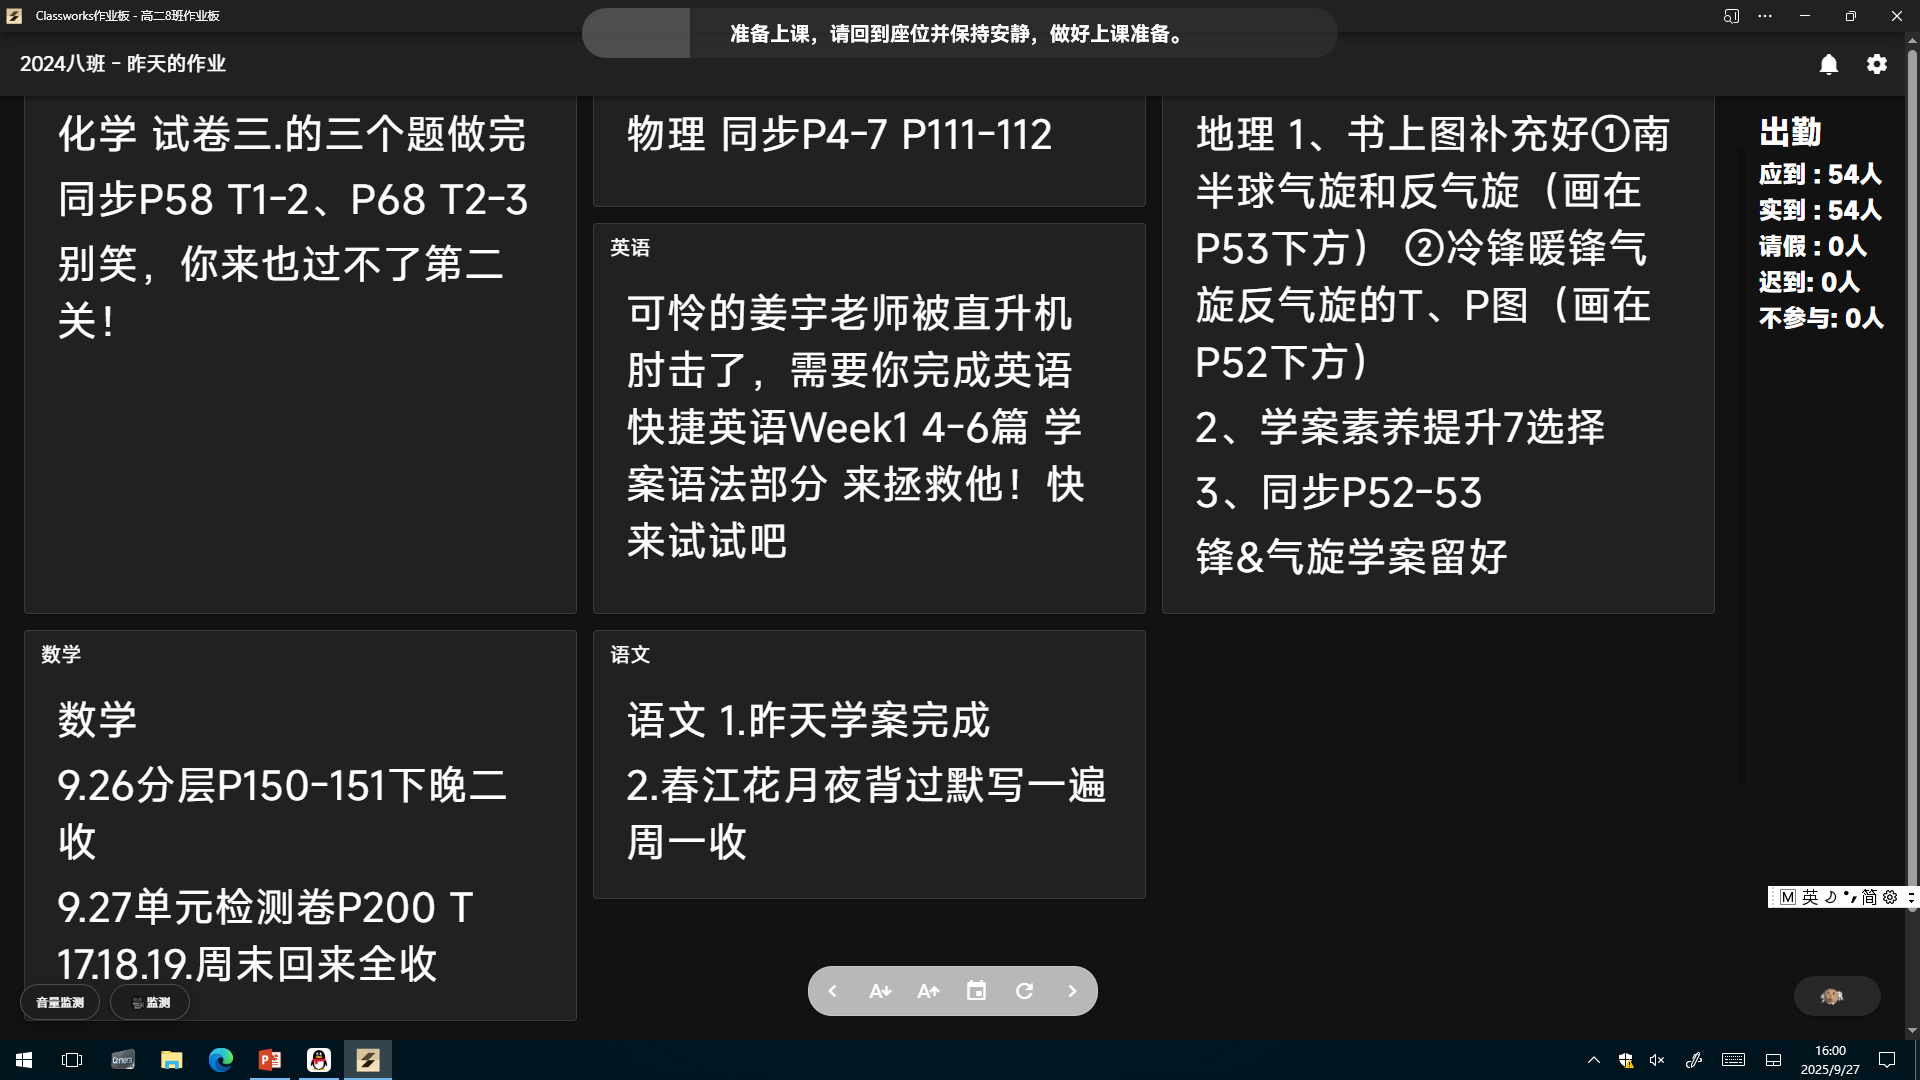 Classworks作业板 - 高二8班作业板
准备上课，请回到座位并保持安静，做好上课准备。
2024八班 - 昨天的作业
化学 试卷三.的三个题做完
同步P58 T1-2、P68 T2-3
别笑，你来也过不了第二
关！
物理 同步P4-7 P111-112
英语
可怜的姜宇老师被直升机
肘击了，需要你完成英语
快捷英语Week1 4-6篇 学
案语法部分 来拯救他！快
来试试吧
地理 1、书上图补充好①南
半球气旋和反气旋（画在
P53下方） ②冷锋暖锋气
旋反气旋的T、P图（画在
P52下方）
2、学案素养提升7选择
3、同步P52-53
锋&气旋学案留好
出勤
应到 : 54人
实到 : 54人
请假 : 0人
迟到: 0人
不参与: 0人
数学
数学
9.26分层P150-151下晚二
收
9.27单元检测卷P200 T
17.18.19.周末回来全收
语文
语文 1.昨天学案完成
2.春江花月夜背过默写一遍
周一收
音量监测
监测
M 英 简
16:00
2025/9/27